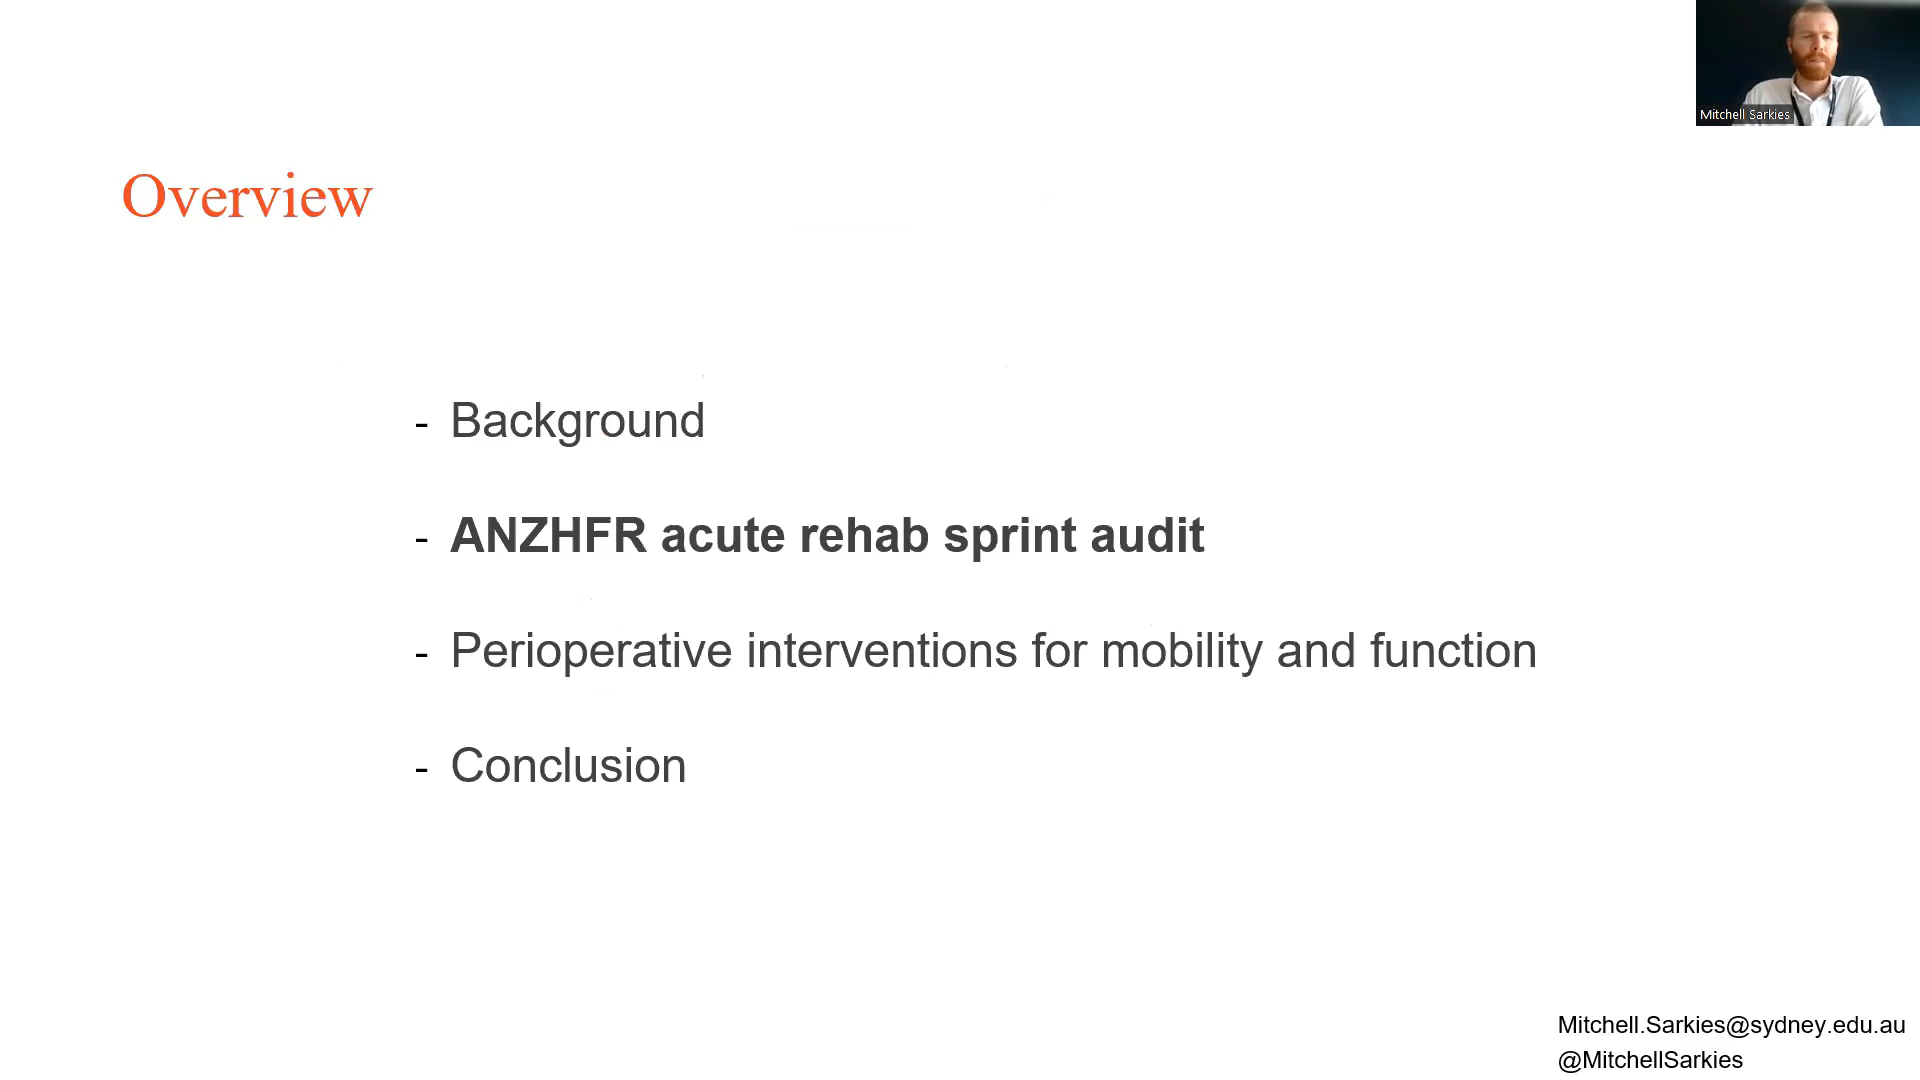 Mitchell Sarkies
Overview
- Background
- ANZHFR acute rehab sprint audit
- Perioperative interventions for mobility and function
- Conclusion
Mitchell.Sarkies@sydney.edu.au
@MitchellSarkies